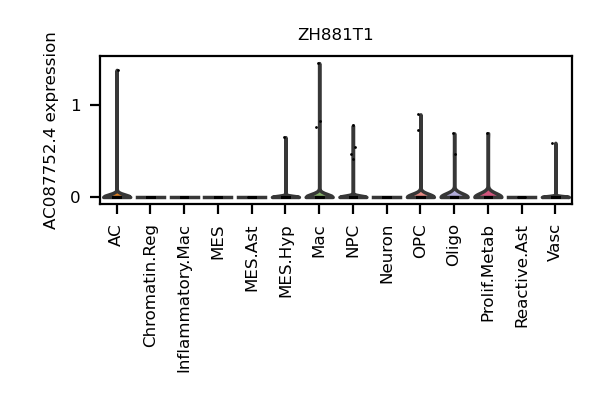 ZH881T1
AC087752.4 expression
1
0
AC
Chromatin.Reg
Inflammatory.Mac
MES
MES.Ast
MES.Hyp
Mac
NPC
Neuron
OPC
Oligo
Prolif.Metab
Reactive.Ast
Vasc